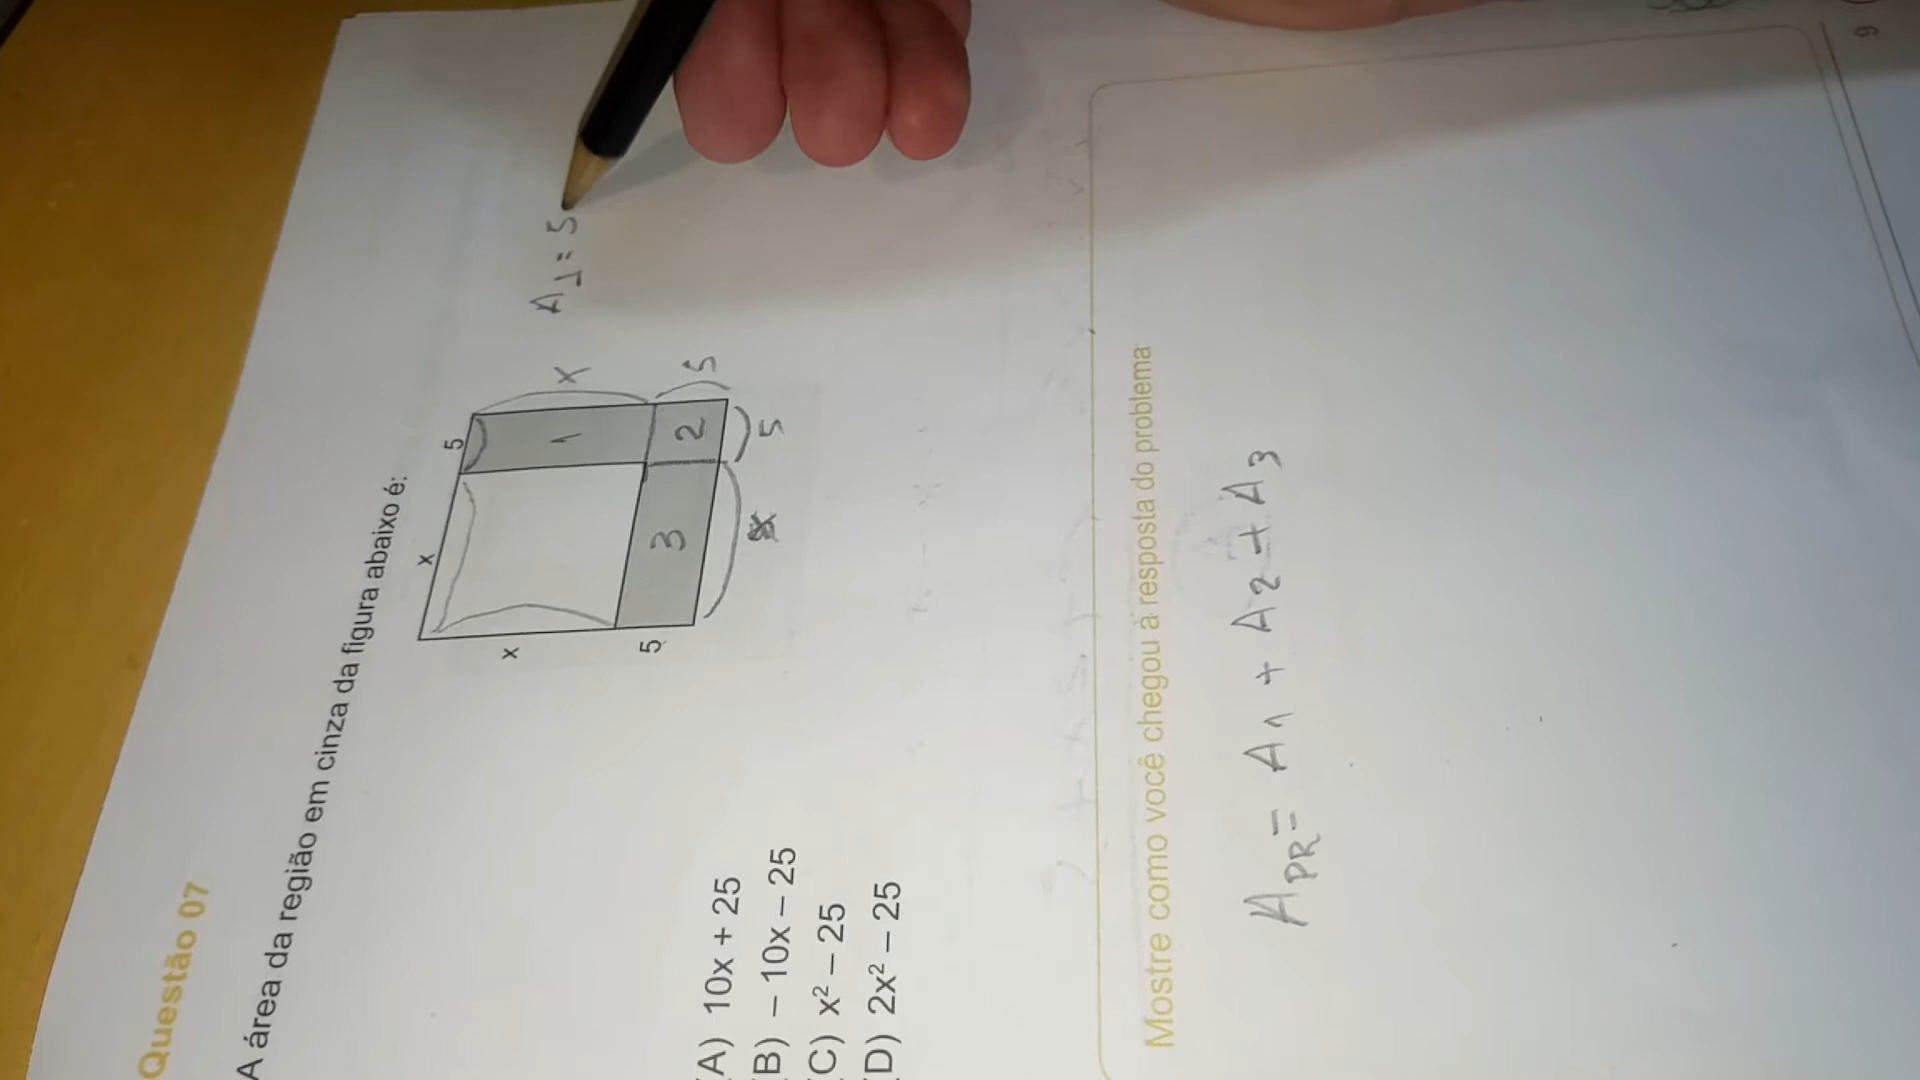 Questão 07
A área da região em cinza da figura abaixo é:
x 5
x 1 x
5 3 2 5
x 5
A1 = 5
A) 10x + 25
B) – 10x – 25
C) x² – 25
D) 2x² – 25
Mostre como você chegou à resposta do problema
APR = A1 + A2 + A3
9